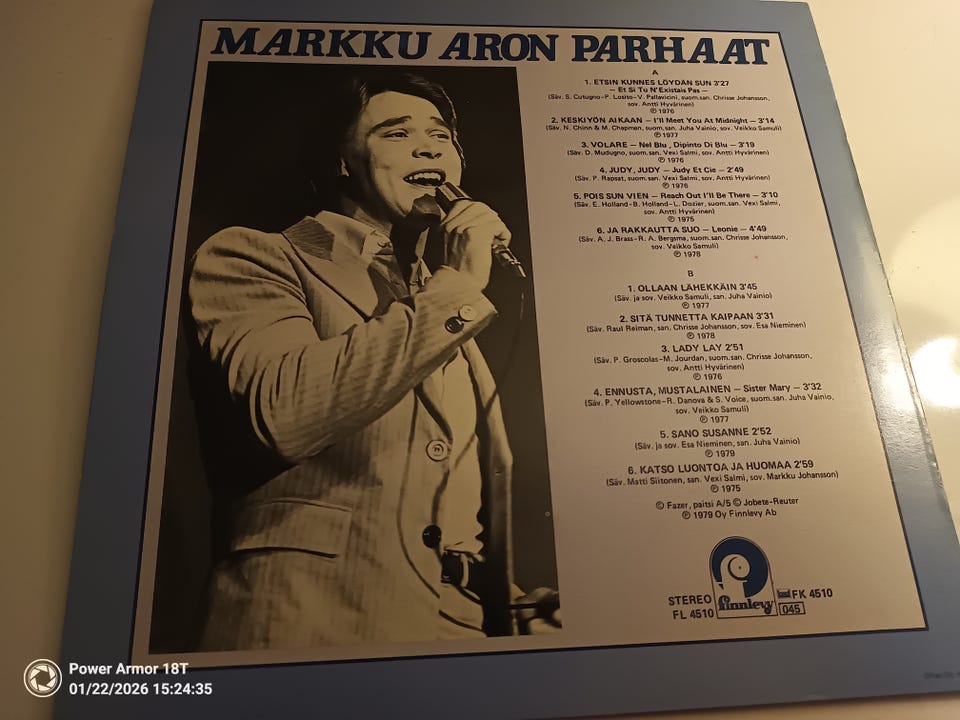 MARKKU ARON PARHAAT
A
1. ETSIN KUNNES LÖYDÄN SUN 3'27
— Et Si Tu N'Existais Pas —
(Säv. S. Cutugno-P. Losito-V. Pallavicini, suom.san. Chrisse Johansson,
sov. Antti Hyvärinen)
℗ 1976
2. KESKIYÖN AIKAAN — I'll Meet You At Midnight — 3'14
(Säv. N. Chinn & M. Chapman, suom.san. Juha Vainio, sov. Veikko Samuli)
℗ 1977
3. VOLARE — Nel Blu, Dipinto Di Blu — 3'19
(Säv. D. Mudugno, suom.san. Vexi Salmi, sov. Antti Hyvärinen)
℗ 1976
4. JUDY, JUDY — Judy Et Cie — 2'49
(Säv. P. Rapsat, suom.san. Vexi Salmi, sov. Antti Hyvärinen)
℗ 1976
5. POIS SUN VIEN — Reach Out I'll Be There — 3'10
(Säv. E. Holland-B. Holland-L. Dozier, suom.san. Vexi Salmi,
sov. Antti Hyvärinen)
℗ 1975
6. JA RAKKAUTTA SUO — Leonie — 4'49
(Säv. A. J. Brass-R. A. Bergsma, suom.san. Chrisse Johansson,
sov. Veikko Samuli)
℗ 1978
B
1. OLLAAN LÄHEKKÄIN 3'45
(Säv. ja sov. Veikko Samuli, san. Juha Vainio)
℗ 1977
2. SITÄ TUNNETTA KAIPAAN 3'31
(Säv. Raul Reiman, san. Chrisse Johansson, sov. Esa Nieminen)
℗ 1978
3. LADY LAY 2'51
(Säv. P. Groscolas-M. Jourdan, suom.san. Chrisse Johansson,
sov. Antti Hyvärinen)
℗ 1976
4. ENNUSTA, MUSTALAINEN — Sister Mary — 3'32
(Säv. P. Yellowstone-R. Danova & S. Voice, suom.san. Juha Vainio,
sov. Veikko Samuli)
℗ 1977
5. SANO SUSANNE 2'52
(Säv. ja sov. Esa Nieminen, san. Juha Vainio)
℗ 1979
6. KATSO LUONTOA JA HUOMAA 2'59
(Säv. Matti Siitonen, san. Vexi Salmi, sov. Markku Johansson)
℗ 1975
© Fazer, paitsi A/5 © Jobete-Reuter
℗ 1979 Oy Finnlevy Ab
STEREO
FL 4510
finnlevy
FK 4510
045
Power Armor 18T
01/22/2026 15:24:35